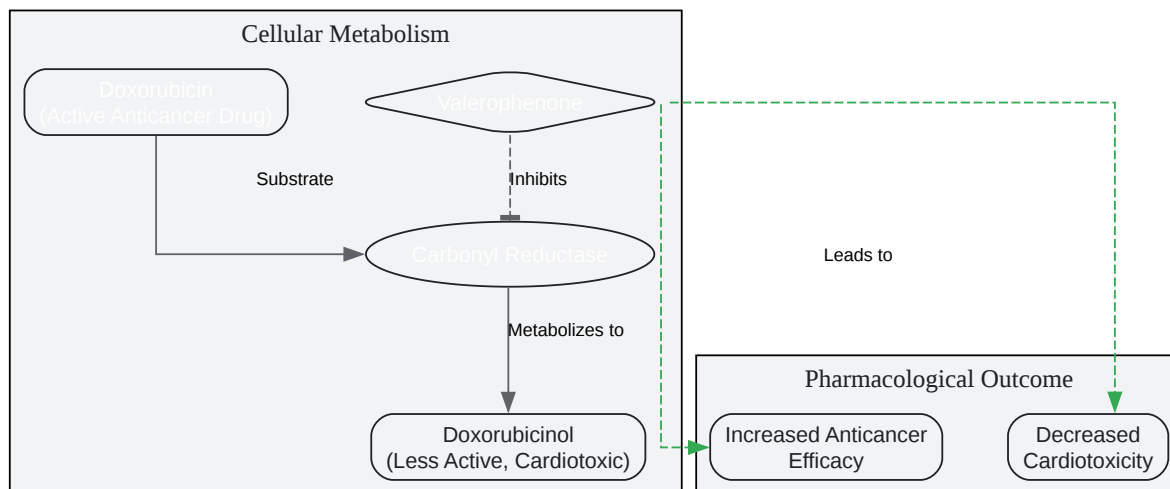 Cellular Metabolism
Doxorubicin
(Active Anticancer Drug)
Valerophenone
Substrate
Inhibits
Carbonyl Reductase
Leads to
Metabolizes to
Pharmacological Outcome
Doxorubicinol
(Less Active, Cardiotoxic)
Increased Anticancer
Efficacy
Decreased
Cardiotoxicity